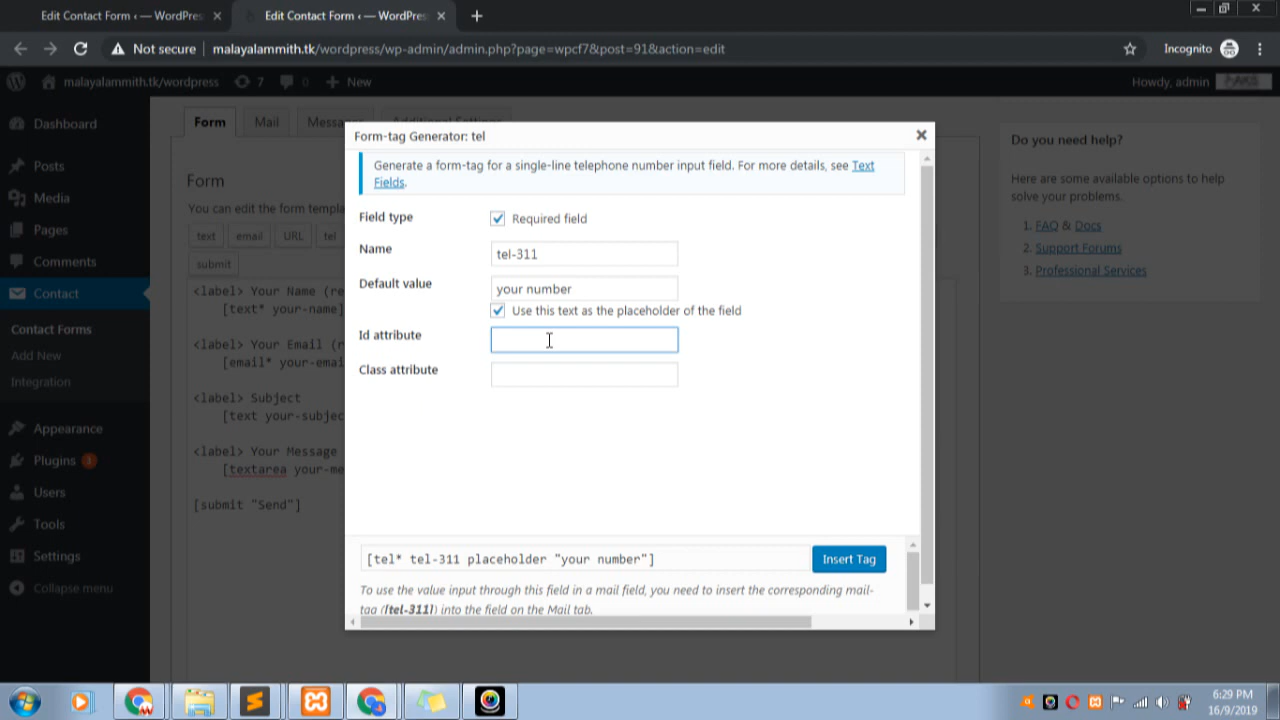 Edit Contact Form ‹ — WordPres
Edit Contact Form ‹ — WordPres
Not secure
malayalammith.tk/wordpress/wp-admin/admin.php?page=wpcf7&post=91&action=edit
Incognito
malayalammith.tk/wordpress
7
0
New
Howdy, admin
Dashboard
Posts
Media
Pages
Comments
Contact
Contact Forms
Add New
Integration
Appearance
Plugins 1
Users
Tools
Settings
Collapse menu
Form
Mail
Messa
Additional Settings
Form
You can edit the form templa
text
email
URL
tel
submit
<label> Your Name (re
[text* your-name]
<label> Your Email (r
[email* your-emai
<label> Subject
[text your-subjec
<label> Your Message
[textarea your-me
[submit "Send"]
Form-tag Generator: tel
Generate a form-tag for a single-line telephone number input field. For more details, see Text
Fields.
Field type
Required field
Name
tel-311
Default value
your number
Use this text as the placeholder of the field
Id attribute
Class attribute
[tel* tel-311 placeholder "your number"]
Insert Tag
To use the value input through this field in a mail field, you need to insert the corresponding mail-
tag ([tel-311]) into the field on the Mail tab.
Do you need help?
Here are some available options to help
solve your problems.
1. FAQ & Docs
2. Support Forums
3. Professional Services
6:29 PM
16/9/2019